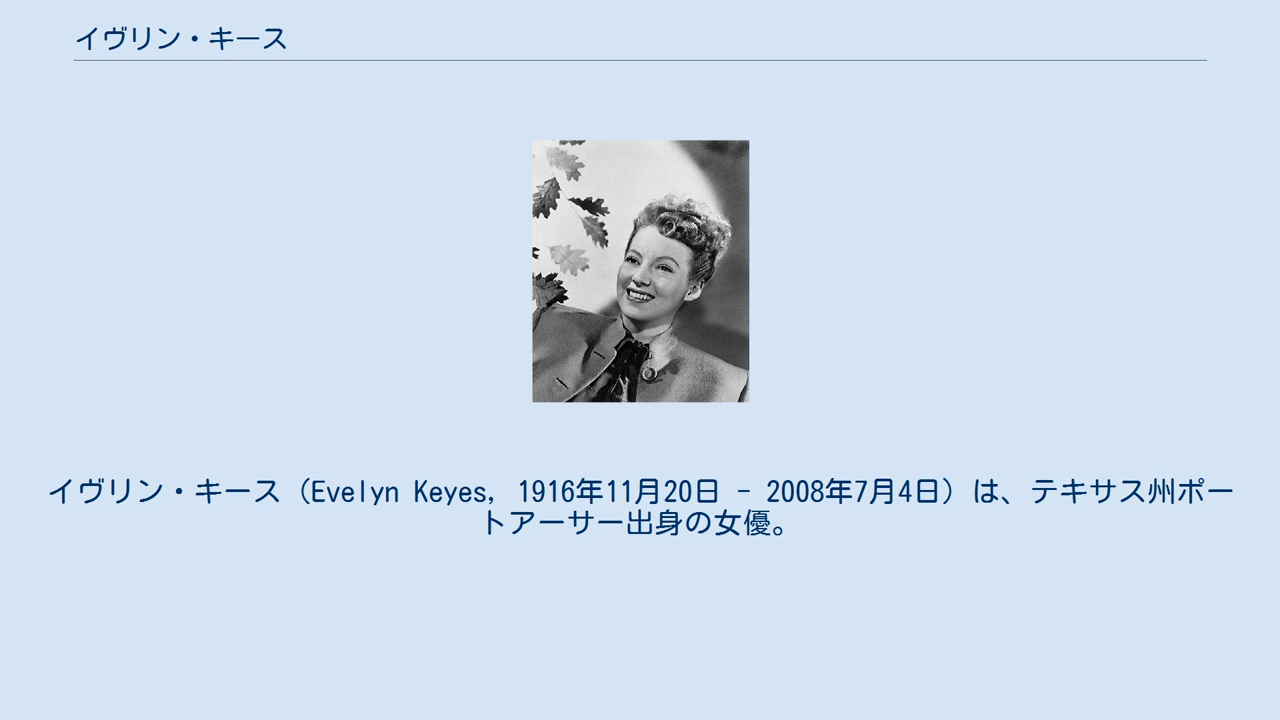 イヴリン・キース
イヴリン・キース（Evelyn Keyes, 1916年11月20日 - 2008年7月4日）は、テキサス州ポー
トアーサー出身の女優。